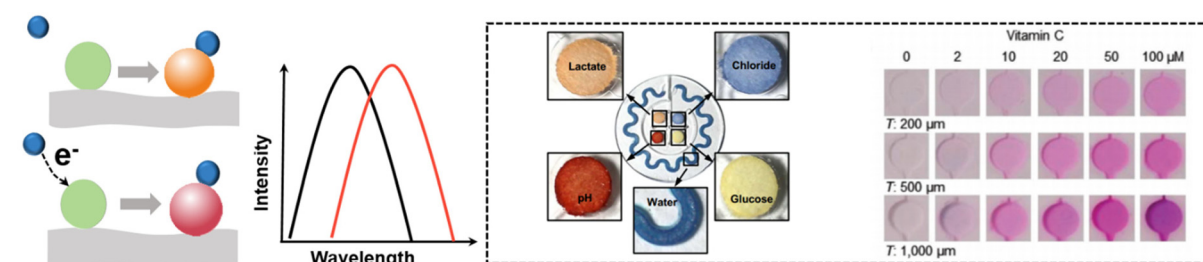 e-
Intensity
Wavelength
Lactate
Chloride
pH
Water
Glucose
Vitamin C
0 2 10 20 50 100 μM
T: 200 μm
T: 500 μm
T: 1,000 μm